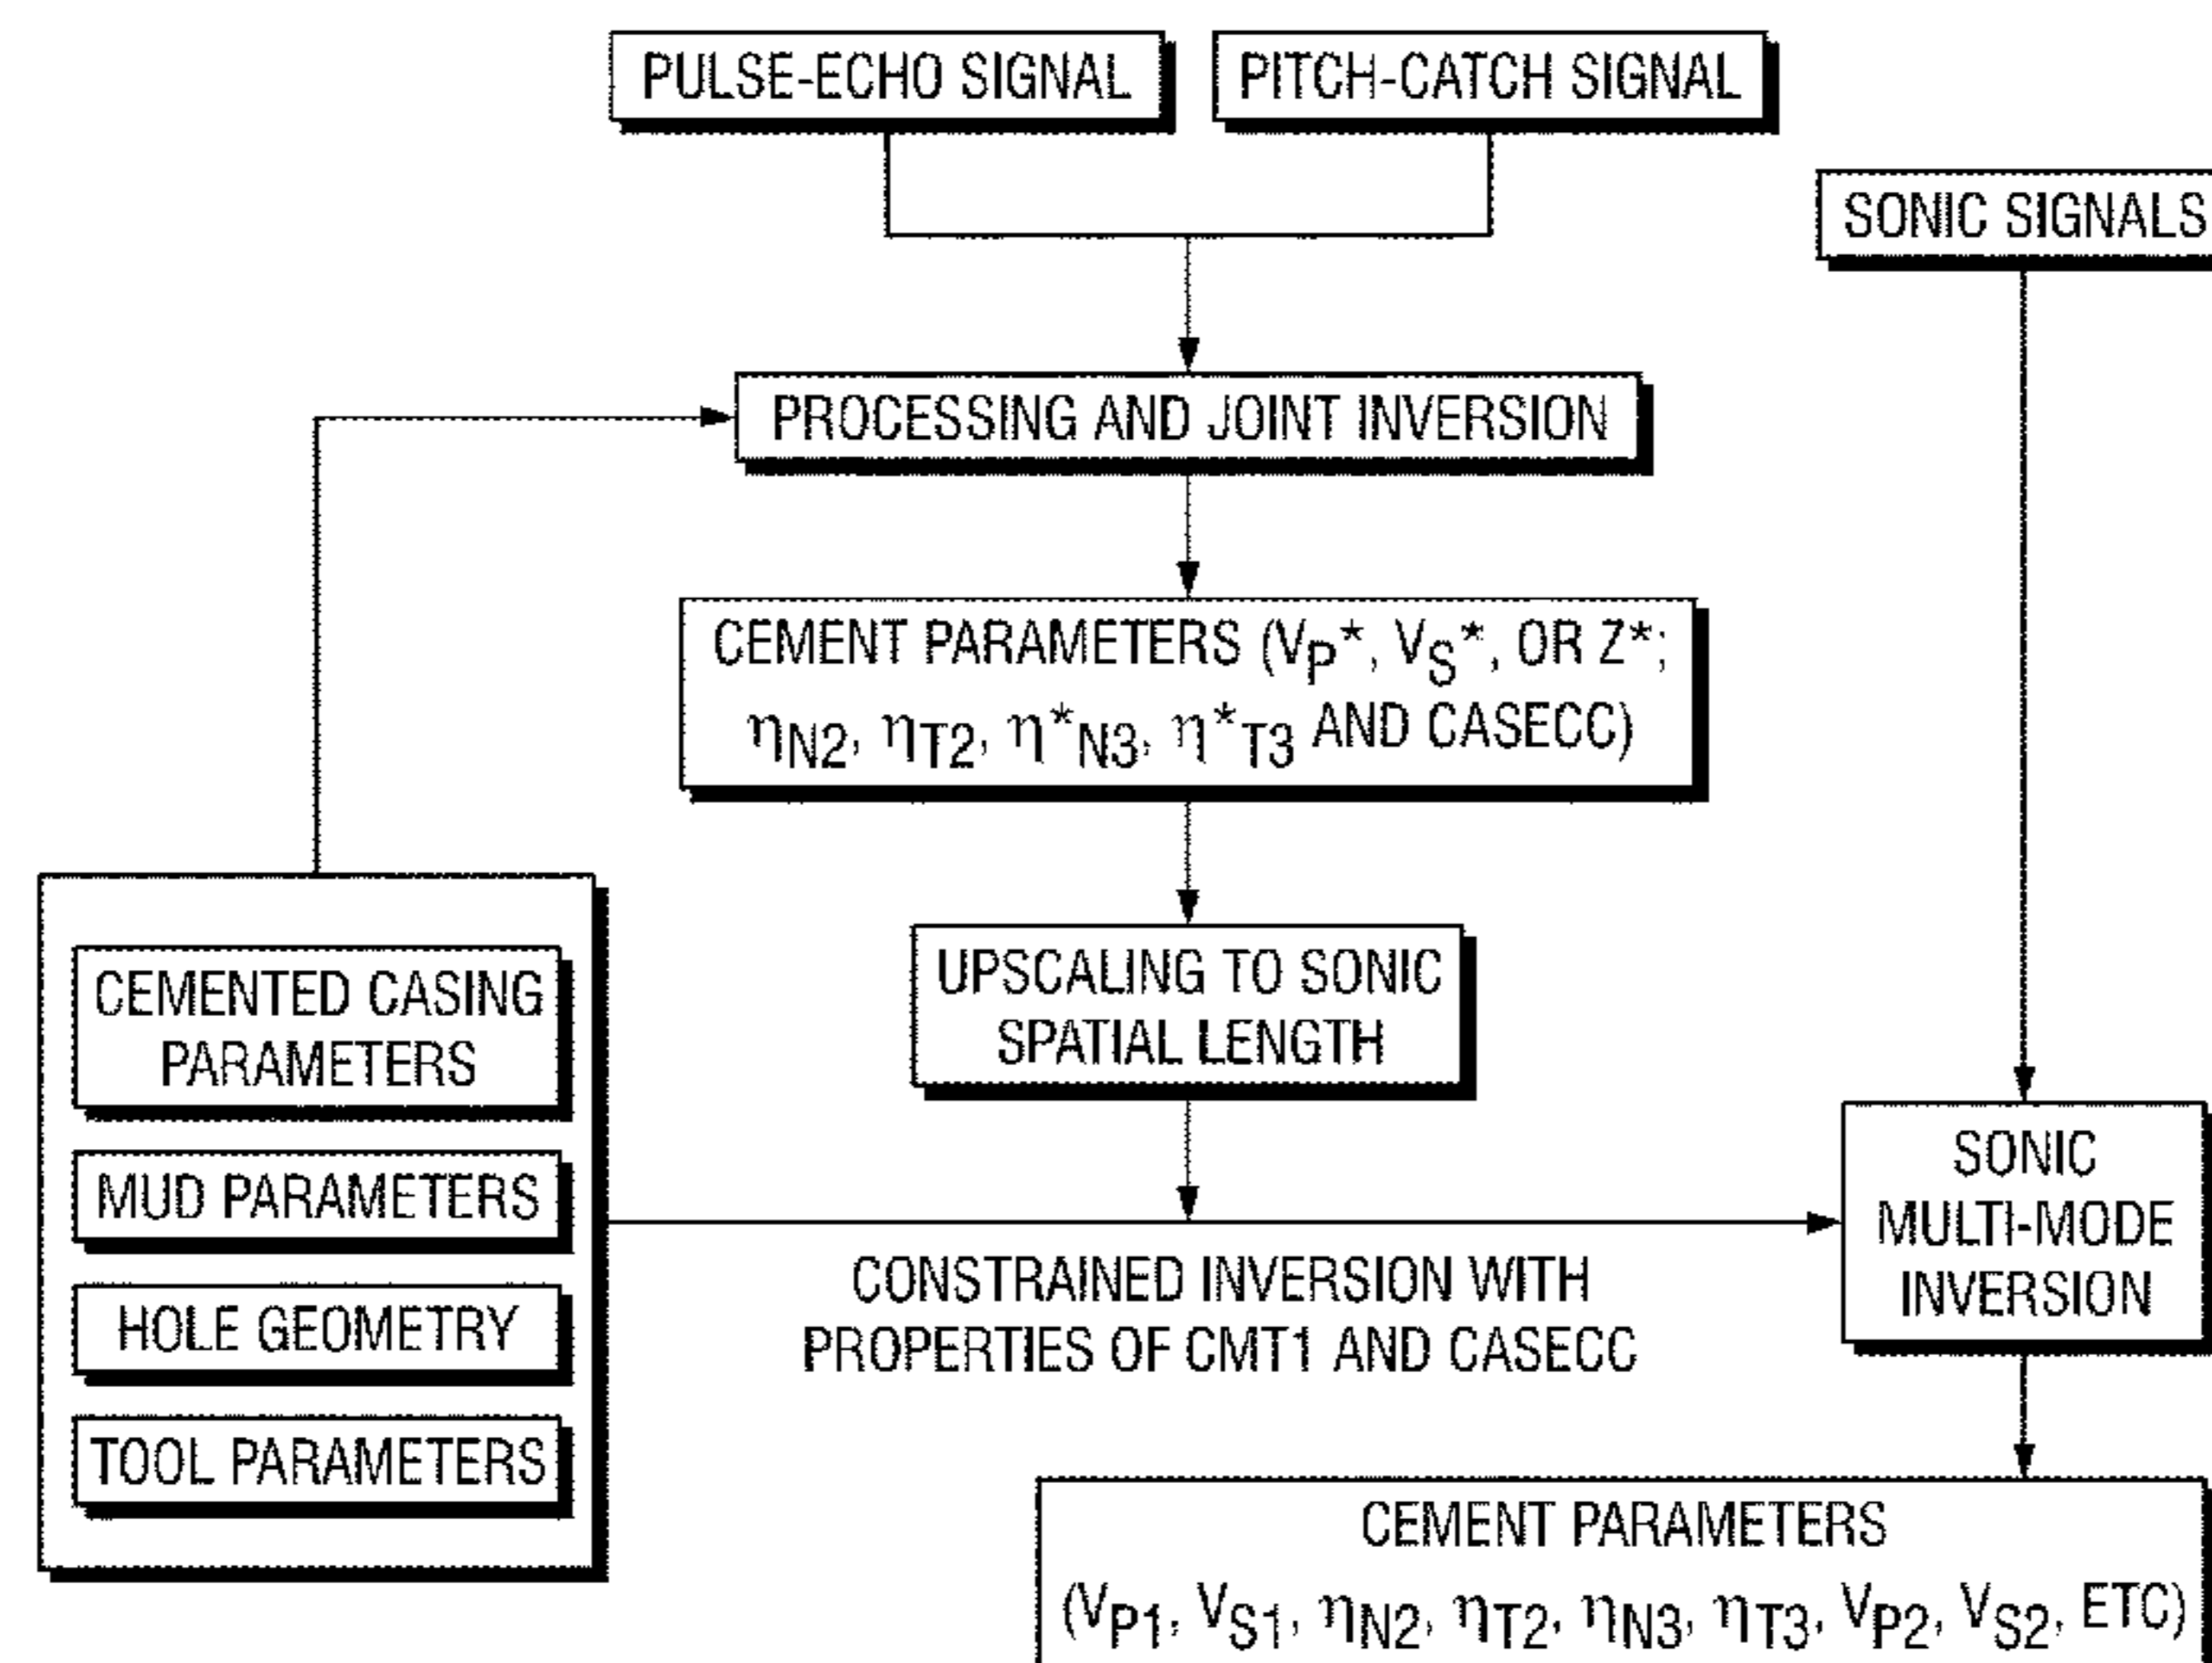 PULSE-ECHO SIGNAL
PITCH-CATCH SIGNAL
SONIC SIGNALS
PROCESSING AND JOINT INVERSION
CEMENT PARAMETERS (VP*, VS*, OR Z*;
ηN2, ηT2, η*N3, η*T3 AND CASECC)
UPSCALING TO SONIC
SPATIAL LENGTH
CEMENTED CASING
PARAMETERS
MUD PARAMETERS
HOLE GEOMETRY
TOOL PARAMETERS
CONSTRAINED INVERSION WITH
PROPERTIES OF CMT1 AND CASECC
SONIC
MULTI-MODE
INVERSION
CEMENT PARAMETERS
(VP1, VS1, ηN2, ηT2, ηN3, ηT3, VP2, VS2, ETC)